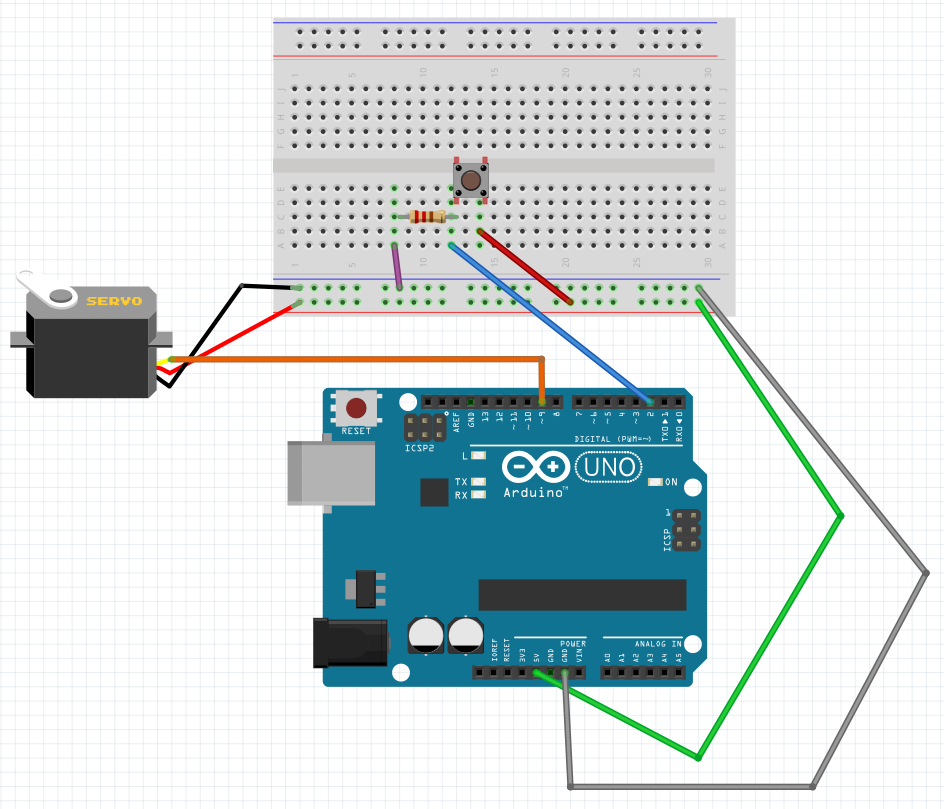 1 5 10 15 20 25 30
J J
I I
H H
G G
F F
E E
D D
C C
B B
A A
1 5 10 15 20 25 30
SERVO
RESET
ICSP2
AREF
GND
13
12
~11
~10
~9
8
7
~6
~5
4
~3
2
TX0▶1
RX0◀0
DIGITAL (PWM=~)
L
TX
RX
Arduino™
UNO
ON
1
ICSP
POWER
ANALOG IN
IOREF
RESET
3V3
5V
GND
GND
VIN
A0
A1
A2
A3
A4
A5